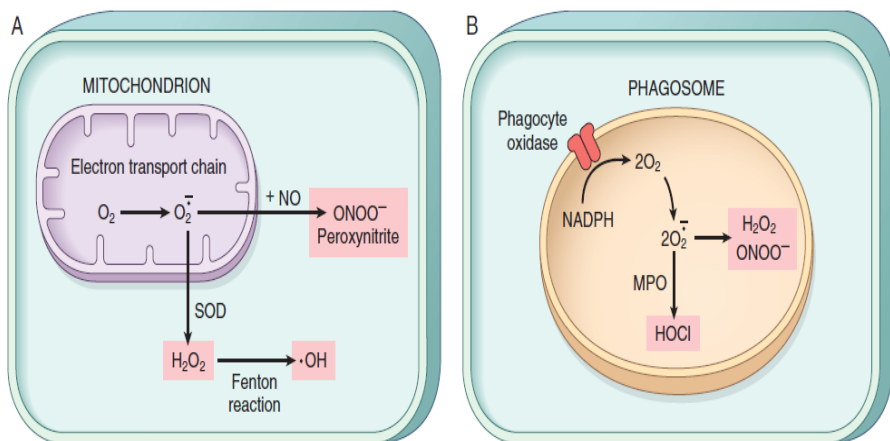 A
MITOCHONDRION
Electron transport chain
O₂
O₂•̄
+ NO
ONOO⁻
Peroxynitrite
SOD
H₂O₂
•OH
Fenton
reaction
B
PHAGOSOME
Phagocyte
oxidase
2O₂
NADPH
2O₂•̄
H₂O₂
ONOO⁻
MPO
HOCl